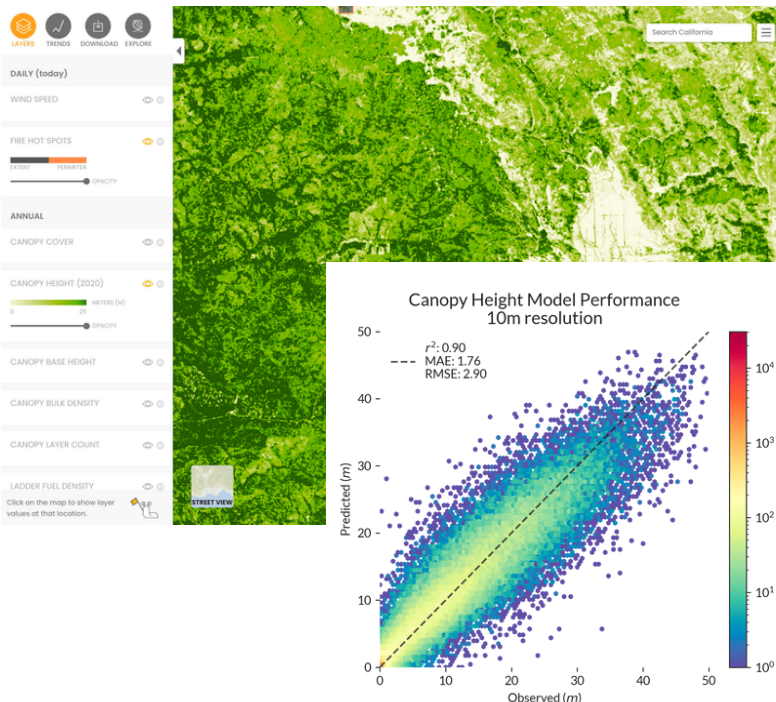 LAYERS TRENDS DOWNLOAD EXPLORE
Search California
DAILY (today)
WIND SPEED
FIRE HOT SPOTS
EXTENT PERIMETER
OPACITY
ANNUAL
CANOPY COVER
CANOPY HEIGHT (2020)
METERS (M)
0 25
OPACITY
CANOPY BASE HEIGHT
CANOPY BULK DENSITY
CANOPY LAYER COUNT
LADDER FUEL DENSITY
Click on the map to show layer
values at that location.
STREET VIEW
Canopy Height Model Performance
10m resolution
r²: 0.90
MAE: 1.76
RMSE: 2.90
50
40
30
20
10
0
Predicted (m)
0 10 20 30 40 50
Observed (m)
10⁴
10³
10²
10¹
10⁰